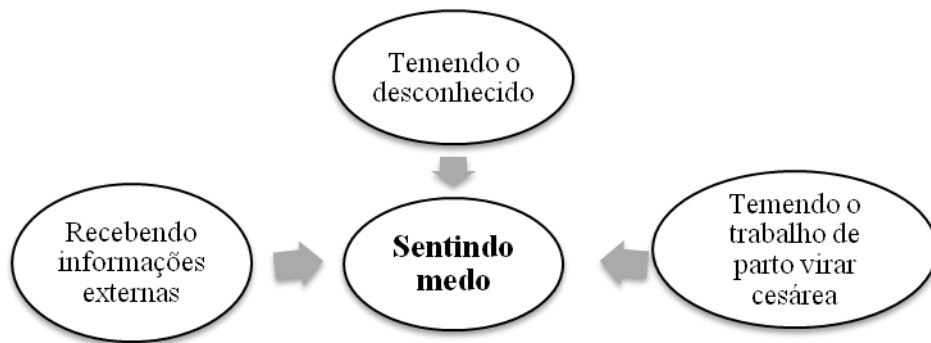 Temendo o
desconhecido
Recebendo
informações
externas
Sentindo
medo
Temendo o
trabalho de
parto virar
cesárea